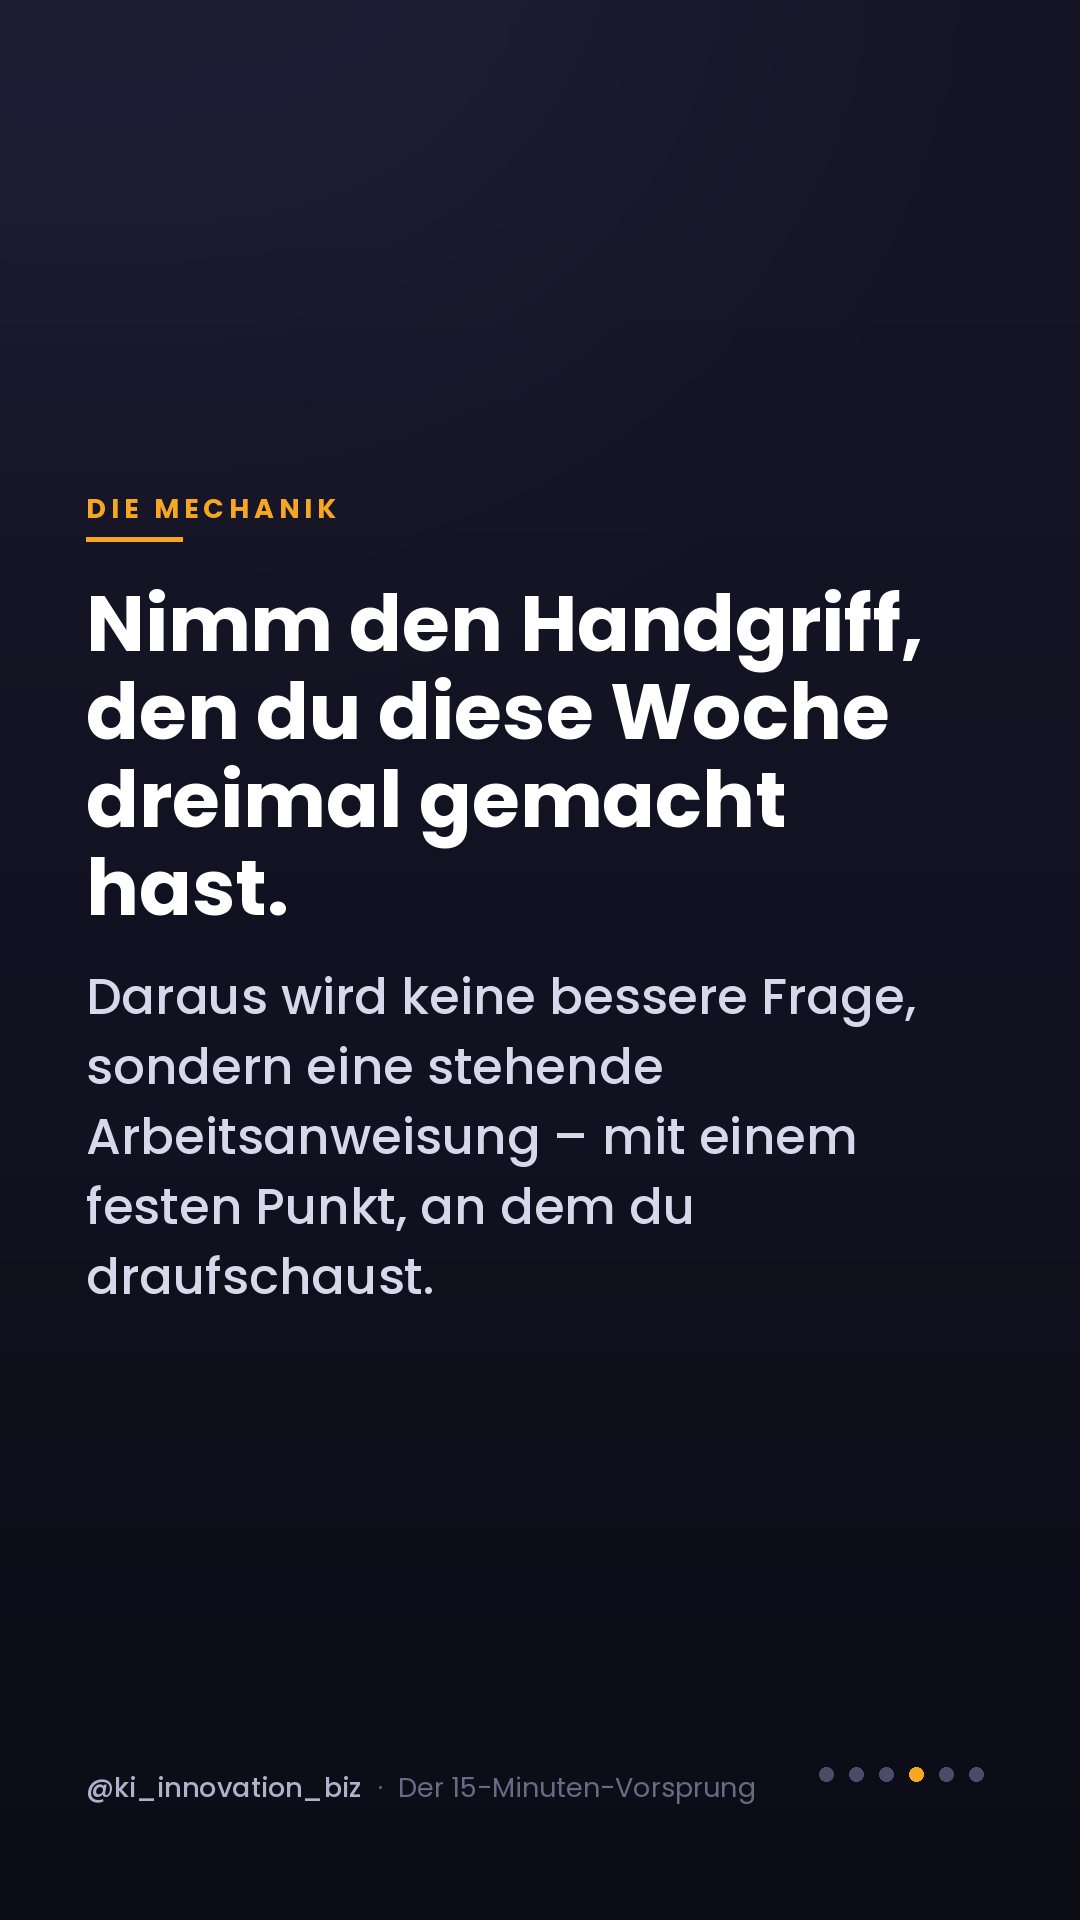 DIE MECHANIK
Nimm den Handgriff,
den du diese Woche
dreimal gemacht
hast.
Daraus wird keine bessere Frage,
sondern eine stehende
Arbeitsanweisung – mit einem
festen Punkt, an dem du
draufschaust.
@ki_innovation_biz · Der 15-Minuten-Vorsprung